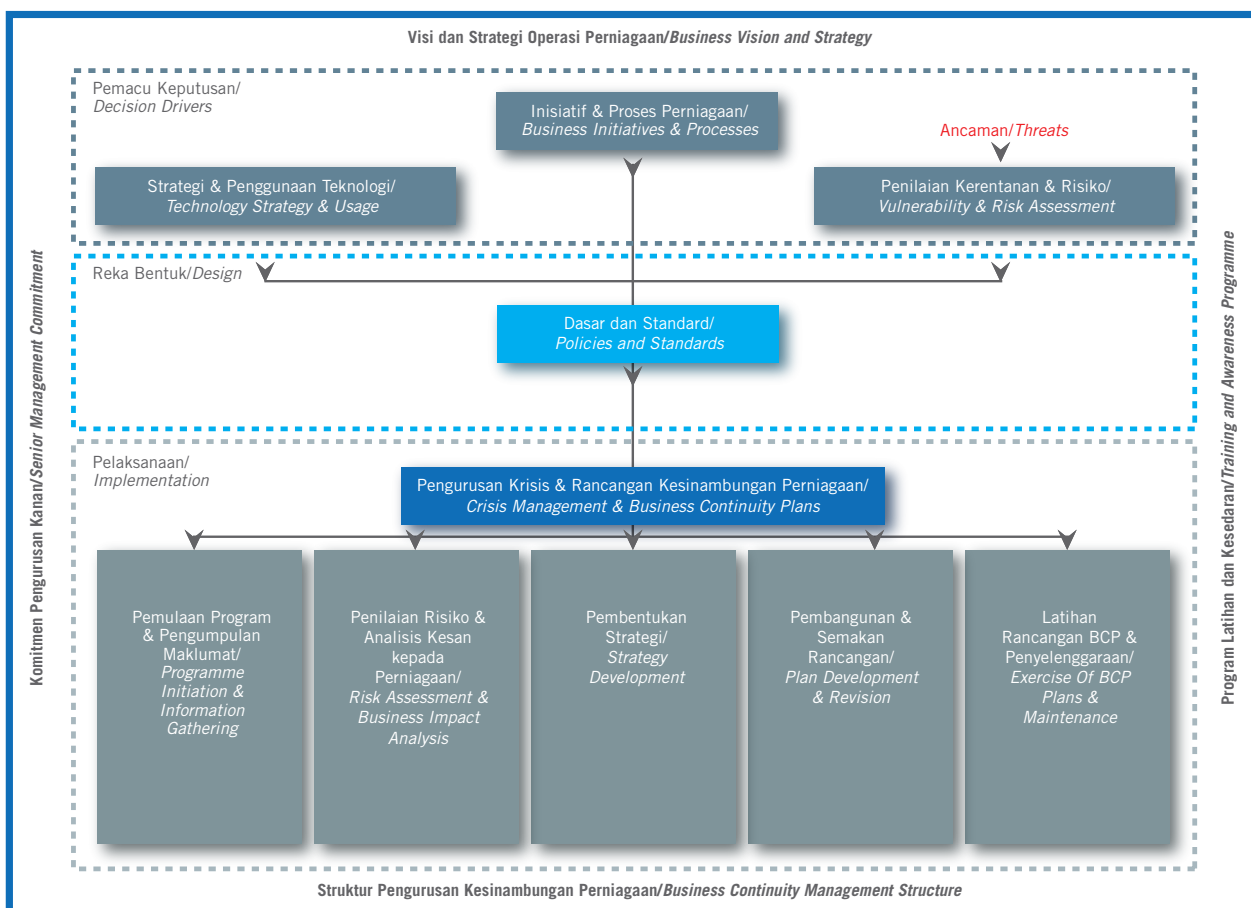 Visi dan Strategi Operasi Perniagaan/Business Vision and Strategy
Pemacu Keputusan/
Decision Drivers
Inisiatif & Proses Perniagaan/
Business Initiatives & Processes
Ancaman/Threats
Strategi & Penggunaan Teknologi/
Technology Strategy & Usage
Penilaian Kerentanan & Risiko/
Vulnerability & Risk Assessment
Komitmen Pengurusan Kanan/Senior Management Commitment
Program Latihan dan Kesedaran/Training and Awareness Programme
Reka Bentuk/Design
Dasar dan Standard/
Policies and Standards
Pelaksanaan/
Implementation
Pengurusan Krisis & Rancangan Kesinambungan Perniagaan/
Crisis Management & Business Continuity Plans
Pemulaan Program
& Pengumpulan
Maklumat/
Programme
Initiation &
Information
Gathering
Penilaian Risiko &
Analisis Kesan
kepada
Perniagaan/
Risk Assessment &
Business Impact
Analysis
Pembentukan
Strategi/
Strategy
Development
Pembangunan &
Semakan
Rancangan/
Plan Development
& Revision
Latihan
Rancangan BCP &
Penyelenggaraan/
Exercise Of BCP
Plans &
Maintenance
Struktur Pengurusan Kesinambungan Perniagaan/Business Continuity Management Structure